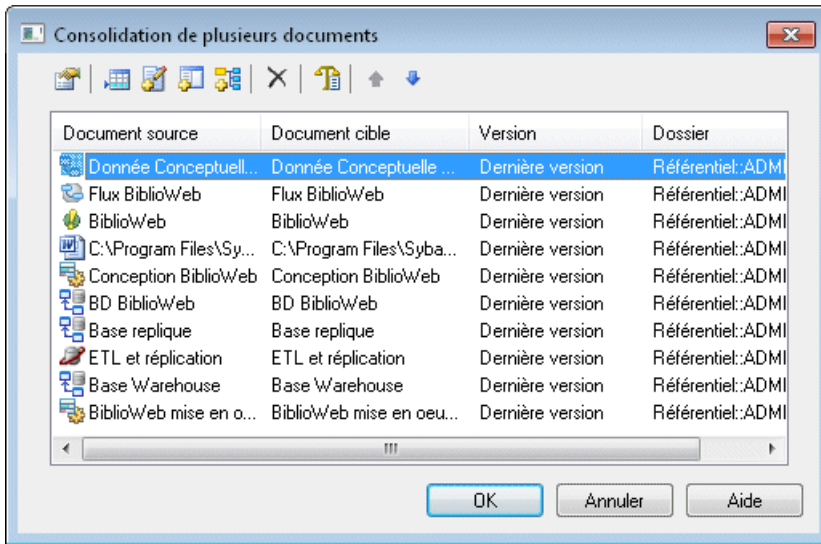 Consolidation de plusieurs documents
Document source Document cible Version Dossier
Donnée Conceptuell... Donnée Conceptuelle ... Dernière version Référentiel::ADMI
Flux BiblioWeb Flux BiblioWeb Dernière version Référentiel::ADMI
BiblioWeb BiblioWeb Dernière version Référentiel::ADMI
C:\Program Files\Sy... C:\Program Files\Syba... Dernière version Référentiel::ADMI
Conception BiblioWeb Conception BiblioWeb Dernière version Référentiel::ADMI
BD BiblioWeb BD BiblioWeb Dernière version Référentiel::ADMI
Base replique Base replique Dernière version Référentiel::ADMI
ETL et réplication ETL et réplication Dernière version Référentiel::ADMI
Base Warehouse Base Warehouse Dernière version Référentiel::ADMI
BiblioWeb mise en o... BiblioWeb mise en oeu... Dernière version Référentiel::ADMI
OK Annuler Aide